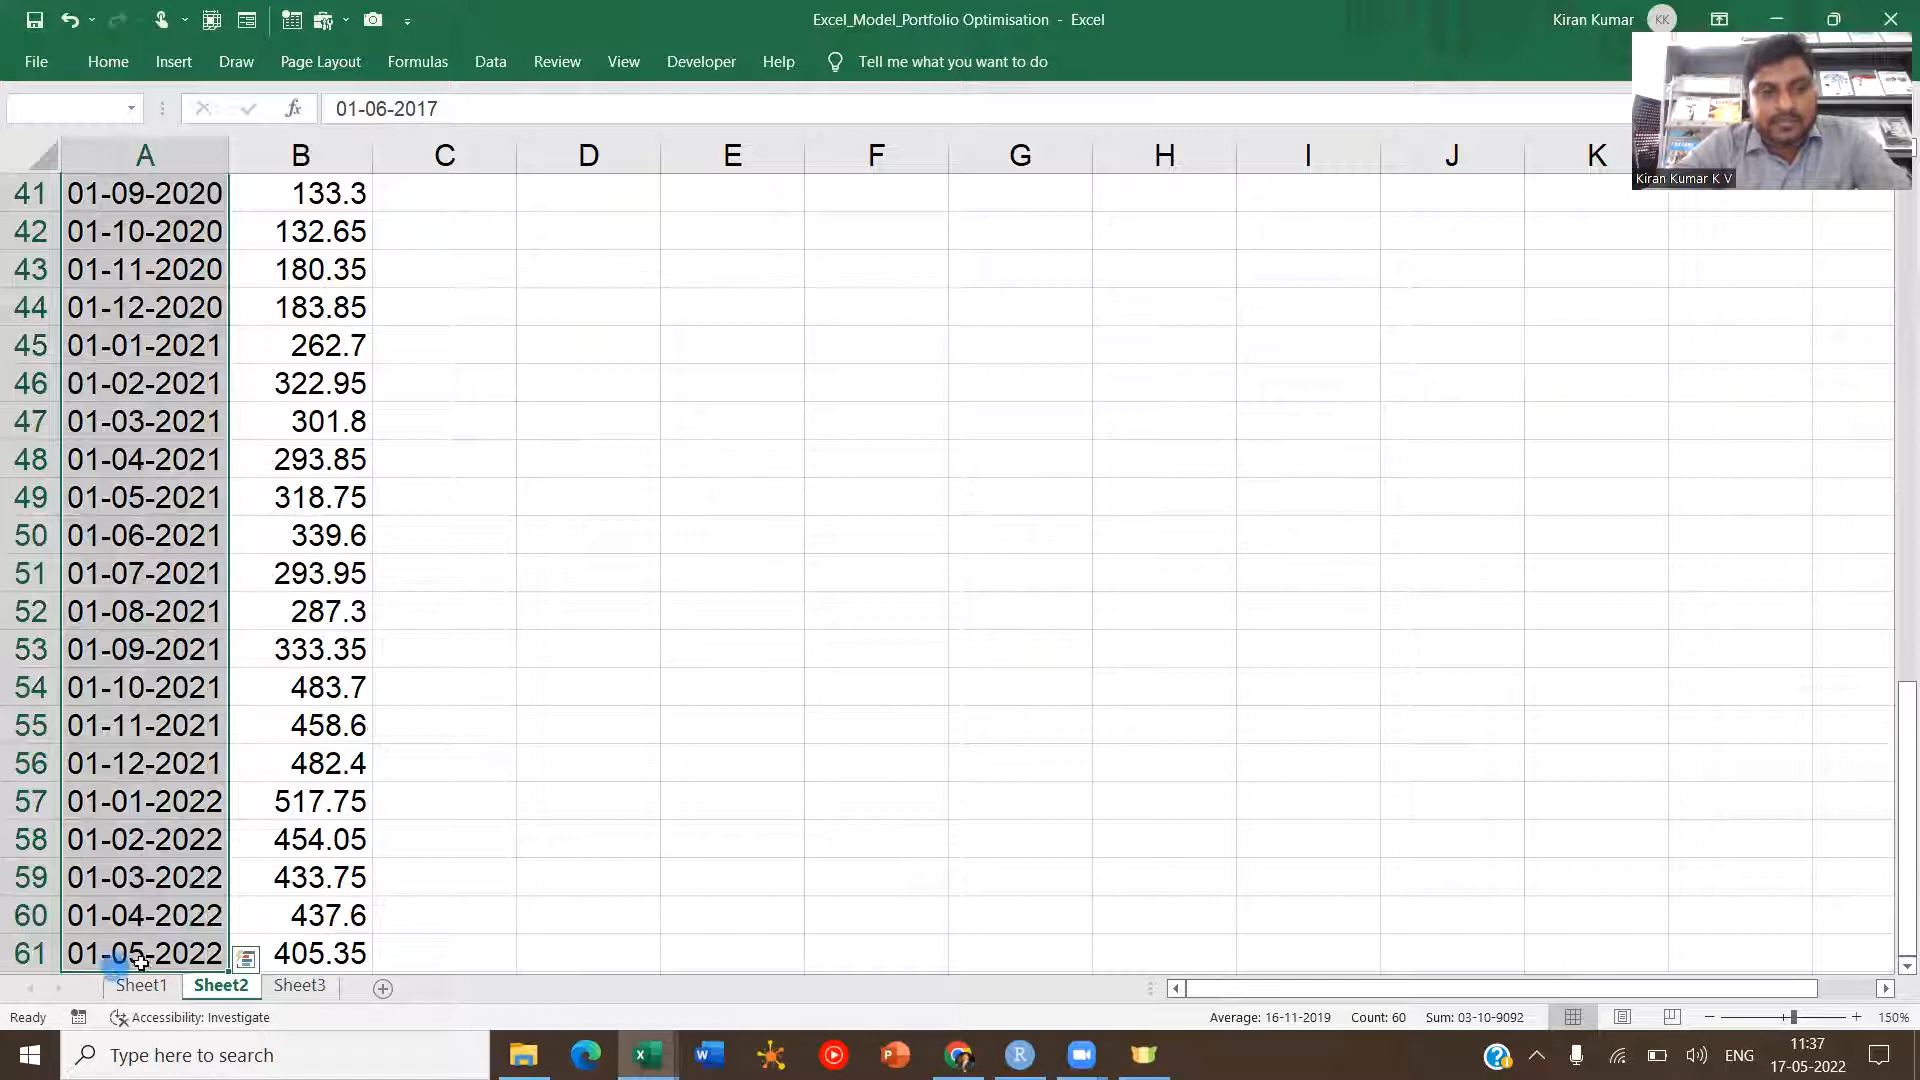 Excel_Model_Portfolio Optimisation - Excel
Kiran Kumar
KK
File Home Insert Draw Page Layout Formulas Data Review View Developer Help Tell me what you want to do
fx 01-06-2017
Kiran Kumar K V
A B C D E F G H I J K
41 01-09-2020 133.3
42 01-10-2020 132.65
43 01-11-2020 180.35
44 01-12-2020 183.85
45 01-01-2021 262.7
46 01-02-2021 322.95
47 01-03-2021 301.8
48 01-04-2021 293.85
49 01-05-2021 318.75
50 01-06-2021 339.6
51 01-07-2021 293.95
52 01-08-2021 287.3
53 01-09-2021 333.35
54 01-10-2021 483.7
55 01-11-2021 458.6
56 01-12-2021 482.4
57 01-01-2022 517.75
58 01-02-2022 454.05
59 01-03-2022 433.75
60 01-04-2022 437.6
61 01-05-2022 405.35
Sheet1 Sheet2 Sheet3
Ready Accessibility: Investigate Average: 16-11-2019 Count: 60 Sum: 03-10-9092 150%
Type here to search
ENG
11:37
17-05-2022